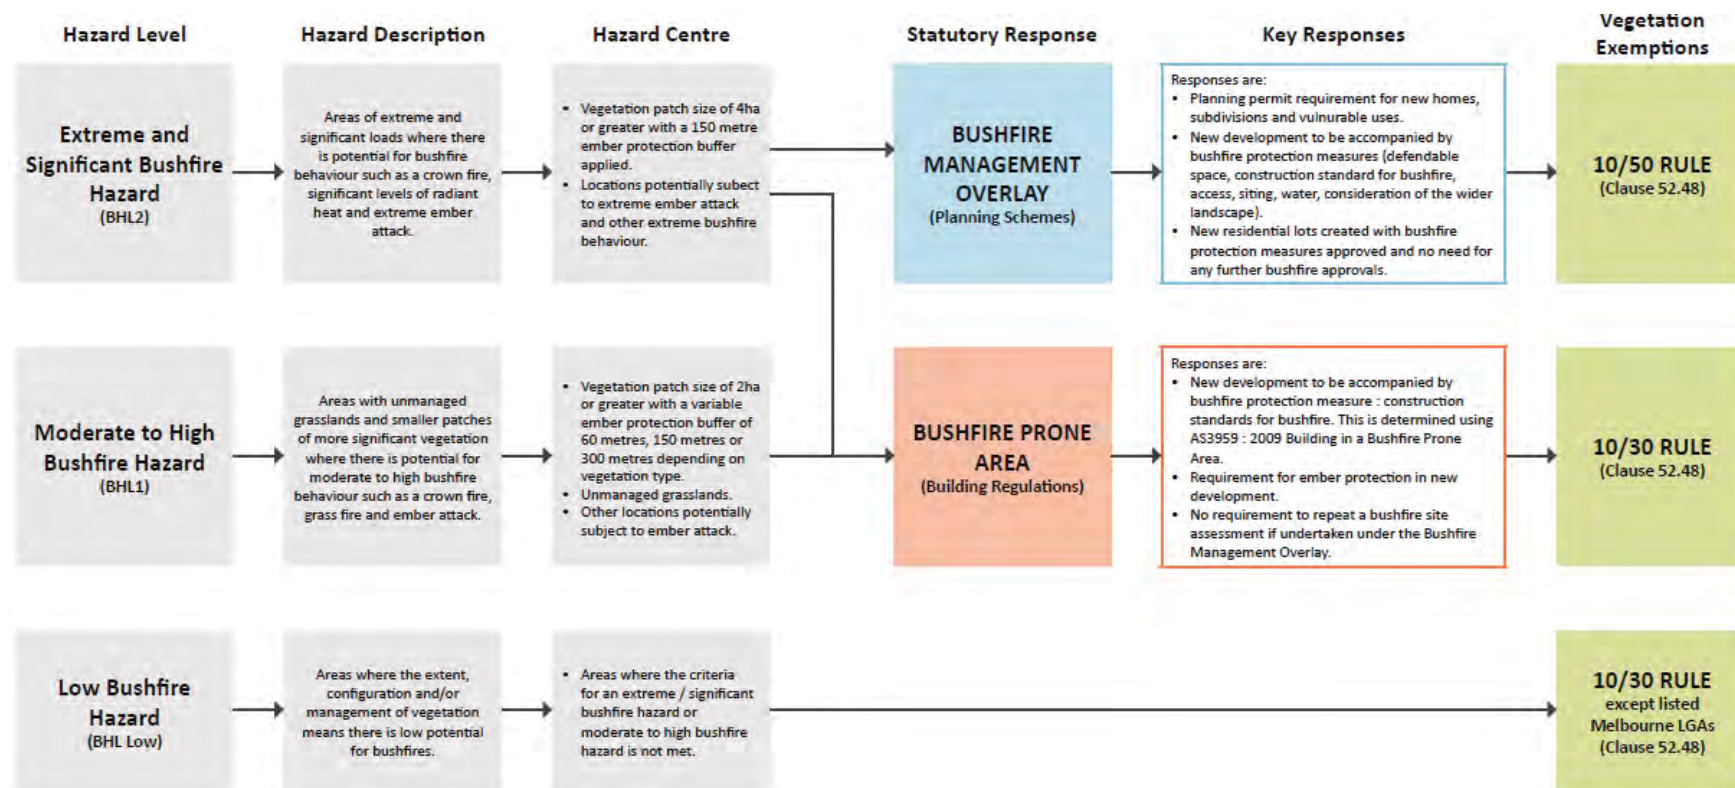 Hazard Level
Hazard Description
Hazard Centre
Statutory Response
Key Responses
Vegetation
Exemptions
Extreme and
Significant Bushfire
Hazard
(BHL2)
Areas of extreme and
significant loads where there
is potential for bushfire
behaviour such as a crown fire,
significant levels of radiant
heat and extreme ember
attack.
• Vegetation patch size of 4ha
or greater with a 150 metre
ember protection buffer
applied.
• Locations potentially subect
to extreme ember attack
and other extreme bushfire
behaviour.
BUSHFIRE
MANAGEMENT
OVERLAY
(Planning Schemes)
Responses are:
• Planning permit requirement for new homes,
subdivisions and vulnurable uses.
• New development to be accompanied by
bushfire protection measures (defendable
space, construction standard for bushfire,
access, siting, water, consideration of the wider
landscape).
• New residential lots created with bushfire
protection measures approved and no need for
any further bushfire approvals.
10/50 RULE
(Clause 52.48)
Moderate to High
Bushfire Hazard
(BHL1)
Areas with unmanaged
grasslands and smaller patches
of more significant vegetation
where there is potential for
moderate to high bushfire
behaviour such as a crown fire,
grass fire and ember attack.
• Vegetation patch size of 2ha
or greater with a variable
ember protection buffer of
60 metres, 150 metres or
300 metres depending on
vegetation type.
• Unmanaged grasslands.
• Other locations potentially
subject to ember attack.
BUSHFIRE PRONE
AREA
(Building Regulations)
Responses are:
• New development to be accompanied by
bushfire protection measure : construction
standards for bushfire. This is determined using
AS3959 : 2009 Building in a Bushfire Prone
Area.
• Requirement for ember protection in new
development.
• No requirement to repeat a bushfire site
assessment if undertaken under the Bushfire
Management Overlay.
10/30 RULE
(Clause 52.48)
Low Bushfire
Hazard
(BHL Low)
Areas where the extent,
configuration and/or
management of vegetation
means there is low potential
for bushfires.
• Areas where the criteria
for an extreme / significant
bushfire hazard or
moderate to high bushfire
hazard is not met.
10/30 RULE
except listed
Melbourne LGAs
(Clause 52.48)